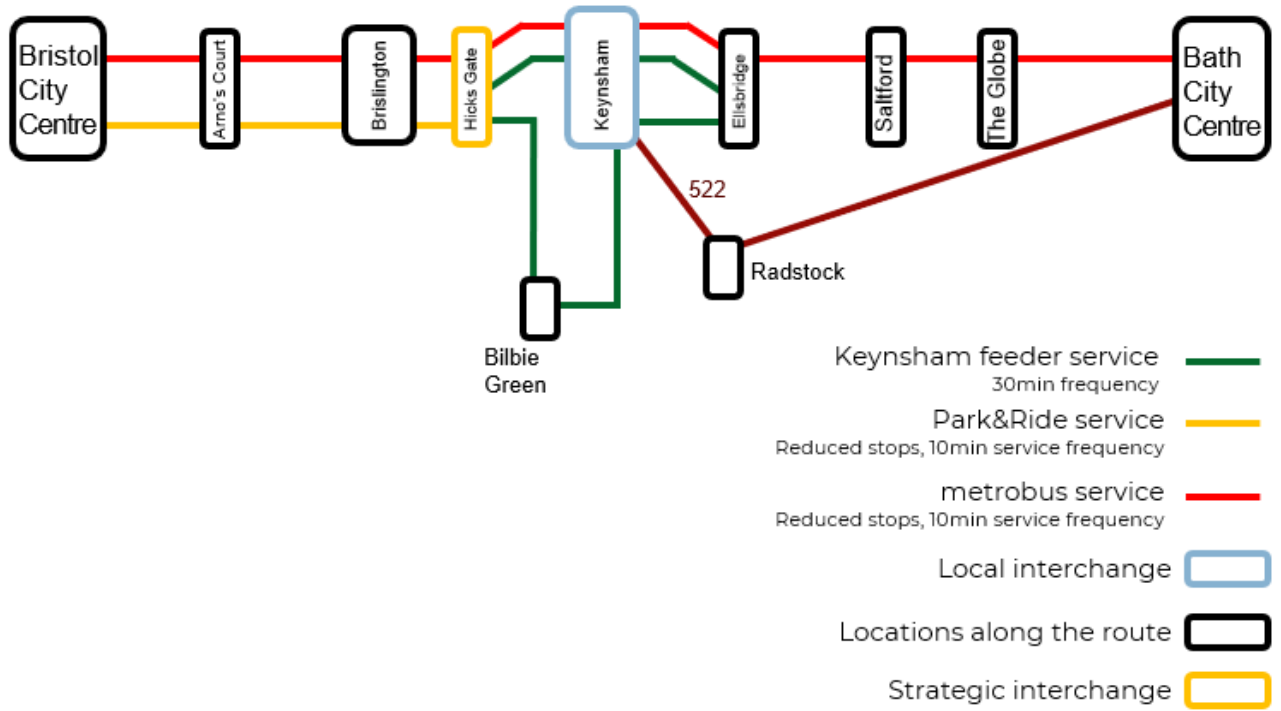 Bristol
City
Centre
Arno's Court
Brislington
Hicks Gate
Keynsham
Ellsbridge
Saltford
The Globe
Bath
City
Centre
522
Radstock
Bilbie
Green
Keynsham feeder service
30min frequency
Park&Ride service
Reduced stops, 10min service frequency
metrobus service
Reduced stops, 10min service frequency
Local interchange
Locations along the route
Strategic interchange